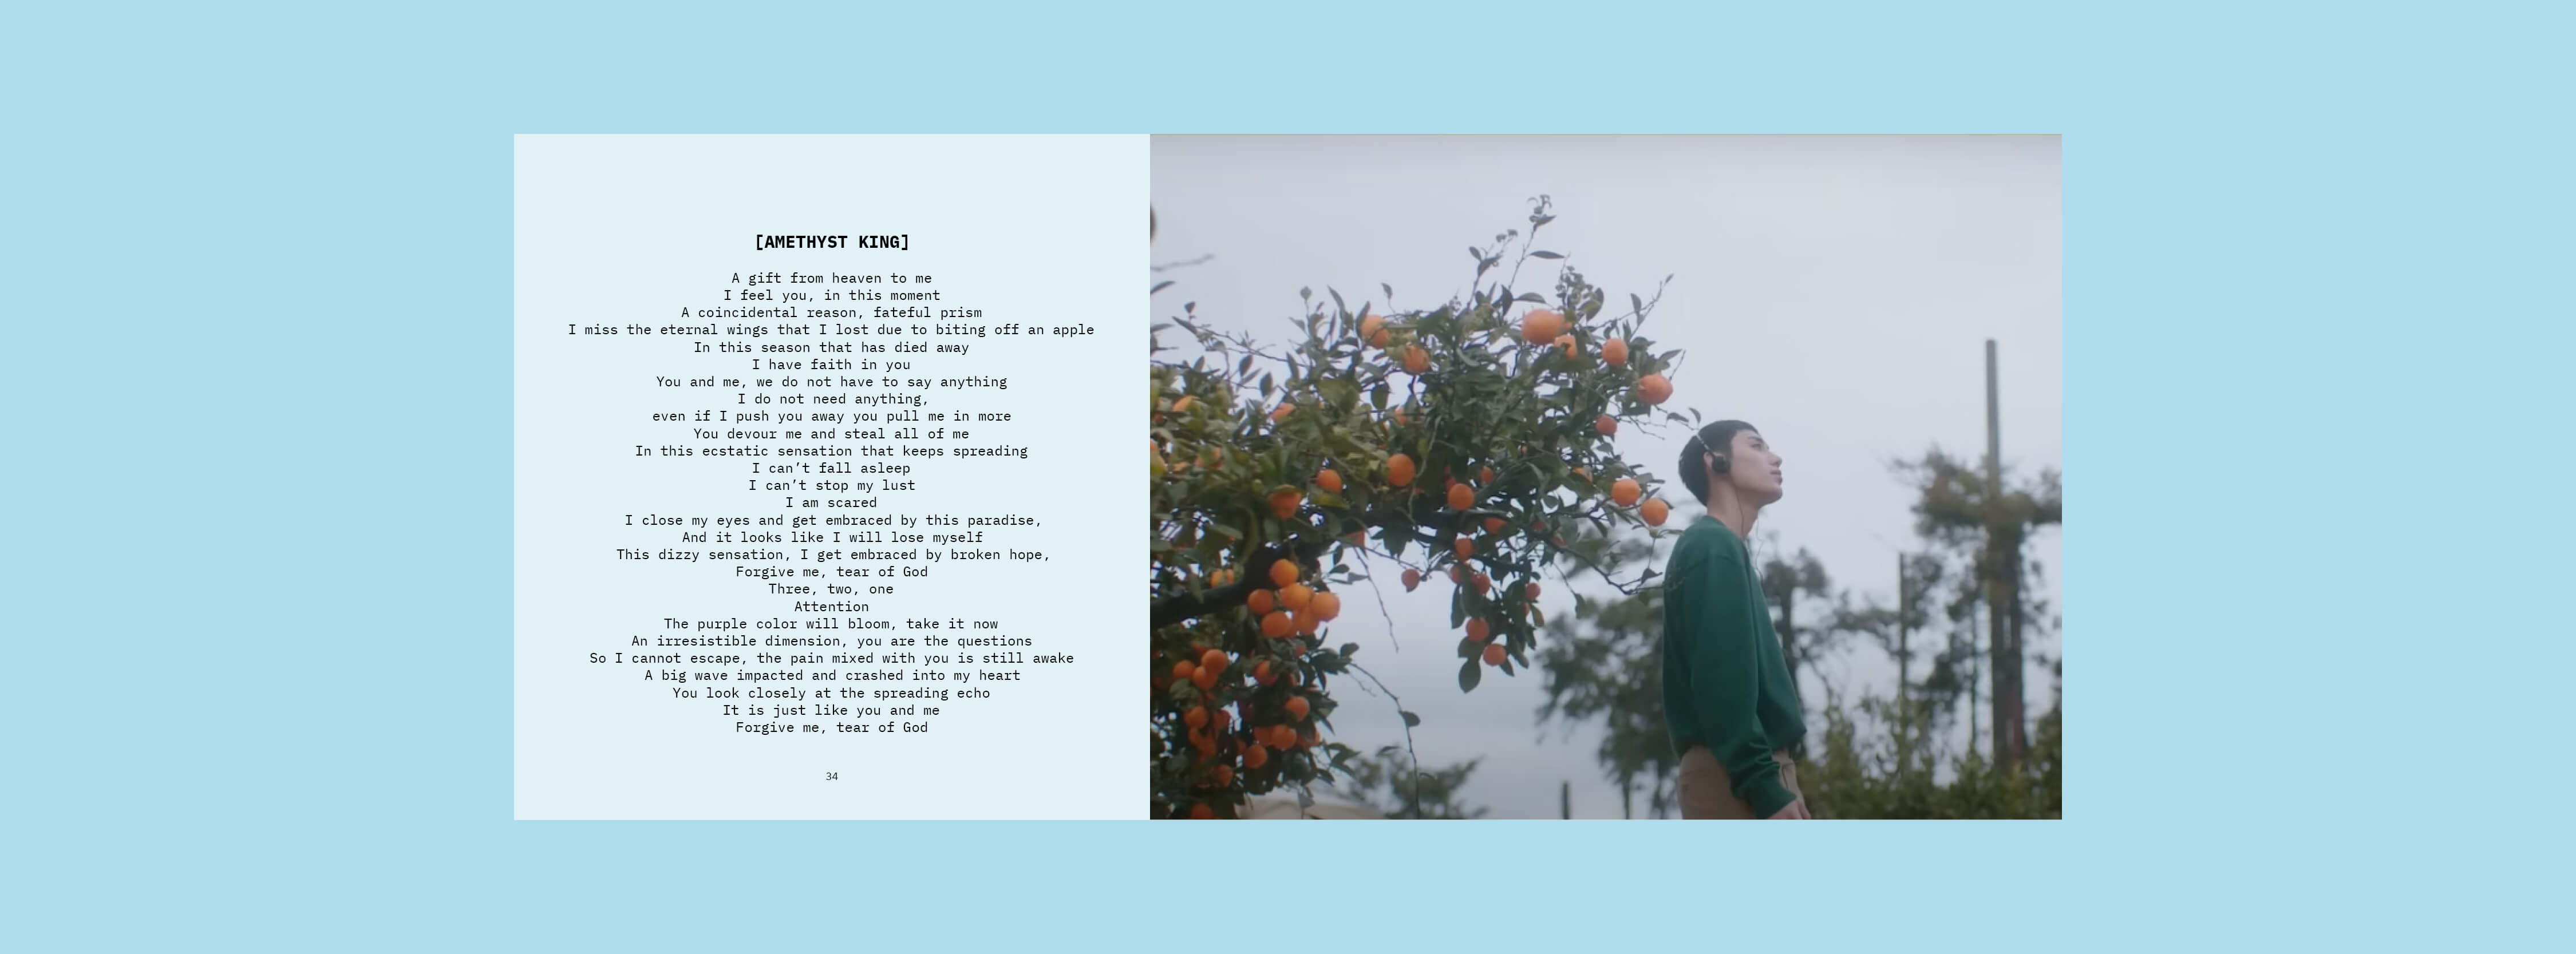 [AMETHYST KING]
A gift from heaven to me
I feel you, in this moment
A coincidental reason, fateful prism
I miss the eternal wings that I lost due to biting off an apple
In this season that has died away
I have faith in you
You and me, we do not have to say anything
I do not need anything,
even if I push you away you pull me in more
You devour me and steal all of me
In this ecstatic sensation that keeps spreading
I can’t fall asleep
I can’t stop my lust
I am scared
I close my eyes and get embraced by this paradise,
And it looks like I will lose myself
This dizzy sensation, I get embraced by broken hope,
Forgive me, tear of God
Three, two, one
Attention
The purple color will bloom, take it now
An irresistible dimension, you are the questions
So I cannot escape, the pain mixed with you is still awake
A big wave impacted and crashed into my heart
You look closely at the spreading echo
It is just like you and me
Forgive me, tear of God
34